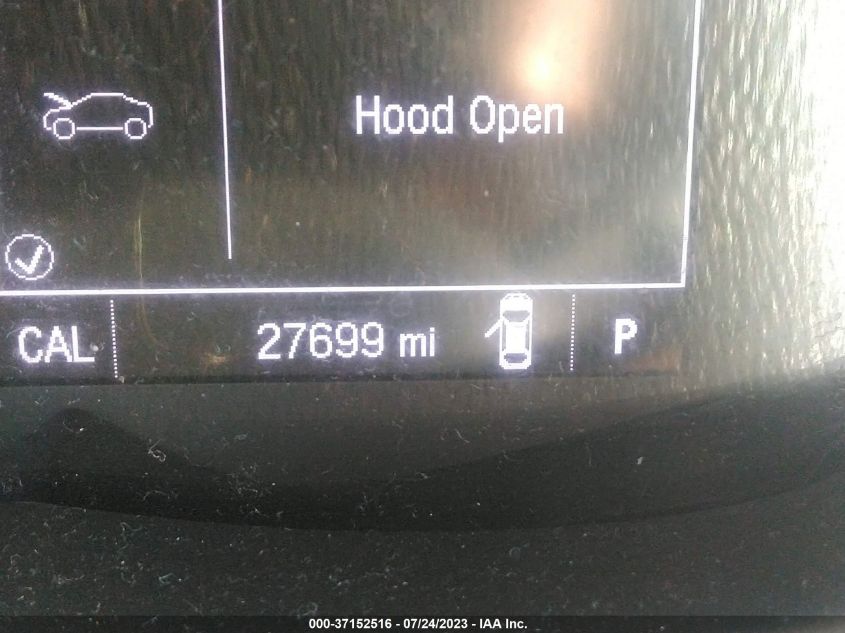 Hood Open
CAL 27699 mi P
000-37152516 / 07/24/2023 - IAA Inc.